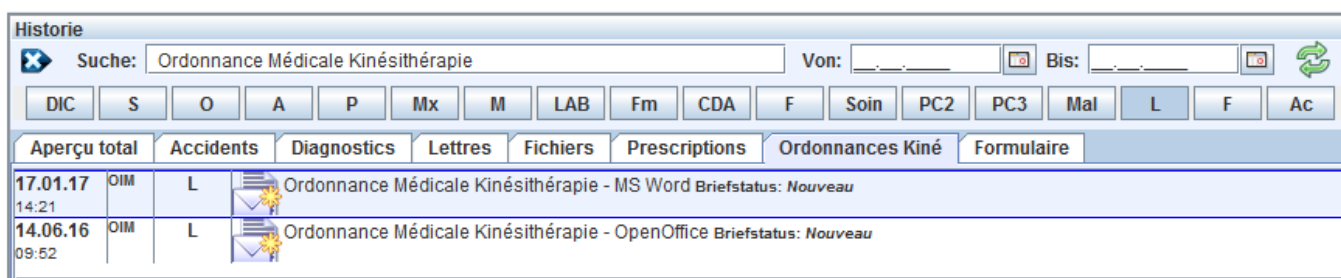 Historie
Suche: Ordonnance Médicale Kinésithérapie Von: __.__.____ Bis: __.__.____
DIC S O A P Mx M LAB Fm CDA F Soin PC2 PC3 Mal L F Ac
Aperçu total Accidents Diagnostics Lettres Fichiers Prescriptions Ordonnances Kiné Formulaire
17.01.17 OIM L Ordonnance Médicale Kinésithérapie - MS Word Briefstatus: Nouveau
14:21
14.06.16 OIM L Ordonnance Médicale Kinésithérapie - OpenOffice Briefstatus: Nouveau
09:52